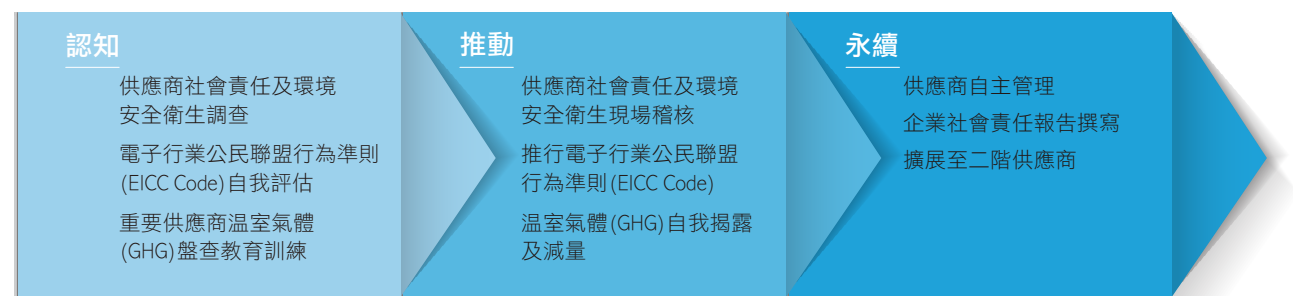 認知
供應商社會責任及環境
安全衛生調查
電子行業公民聯盟行為準則
(EICC Code)自我評估
重要供應商温室氣體
(GHG)盤查教育訓練
推動
供應商社會責任及環境
安全衛生現場稽核
推行電子行業公民聯盟
行為準則(EICC Code)
温室氣體(GHG)自我揭露
及減量
永續
供應商自主管理
企業社會責任報告撰寫
擴展至二階供應商